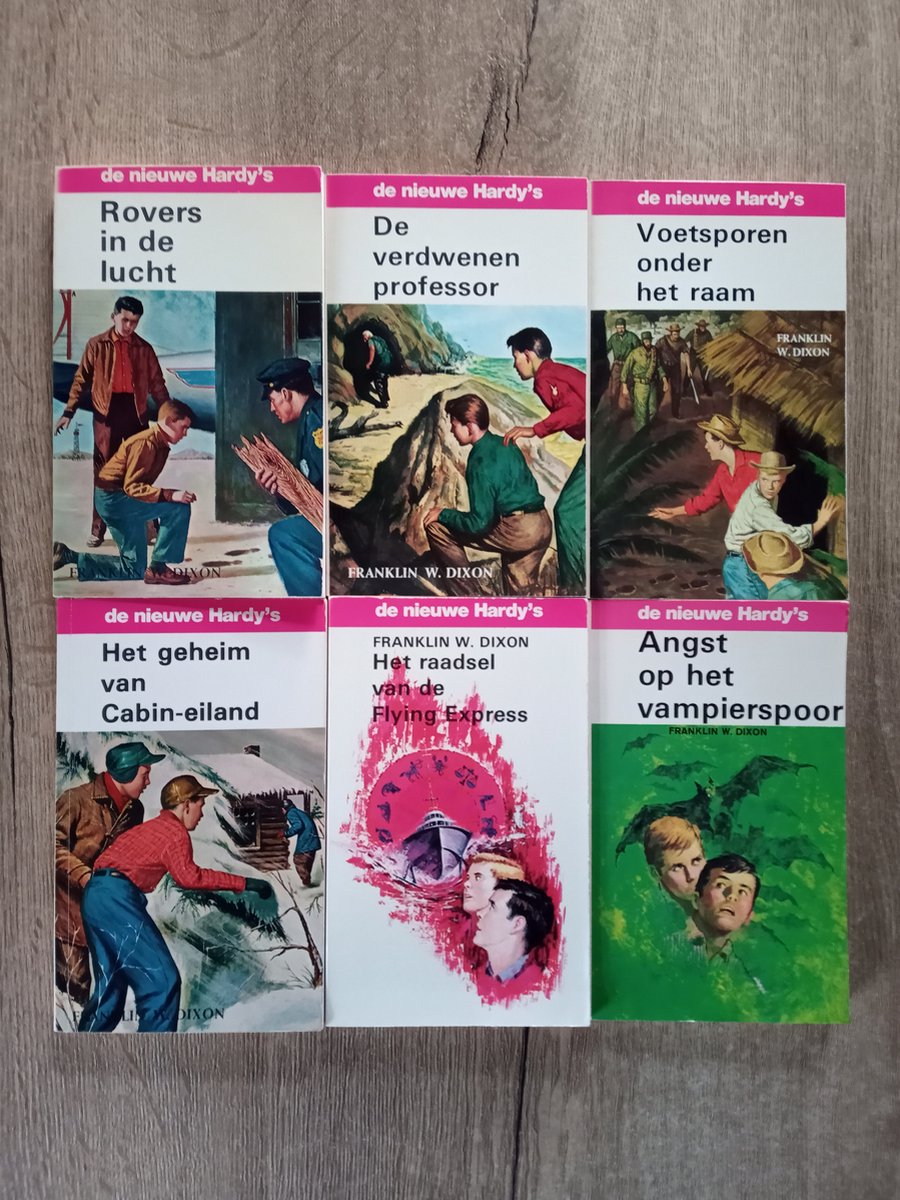 de nieuwe Hardy's
Rovers
in de
lucht
FRANKLIN W. DIXON
de nieuwe Hardy's
De
verdwenen
professor
FRANKLIN W. DIXON
de nieuwe Hardy's
Voetsporen
onder
het raam
FRANKLIN
W. DIXON
de nieuwe Hardy's
Het geheim
van
Cabin-eiland
FRANKLIN W. DIXON
de nieuwe Hardy's
FRANKLIN W. DIXON
Het raadsel
van de
Flying Express
de nieuwe Hardy's
Angst
op het
vampierspoor
FRANKLIN W. DIXON